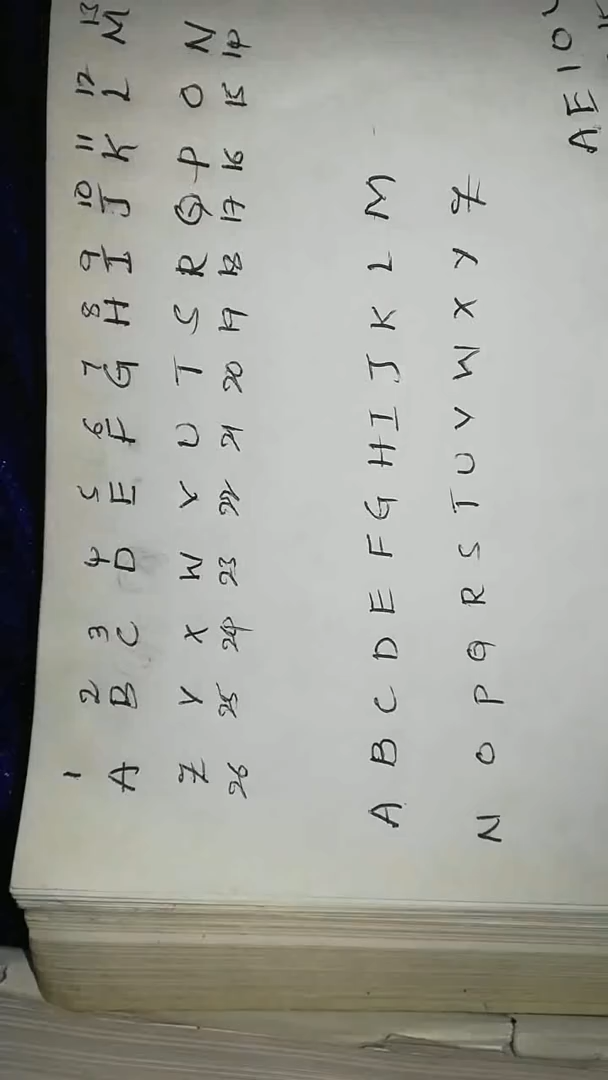 1 2 3 4 5 6 7 8 9 10 11 12 13
A B C D E F G H I J K L M
Z Y X W V U T S R Q P O N
26 25 24 23 22 21 20 19 18 17 16 15 14
A B C D E F G H I J K L M
N O P Q R S T U V W X Y Z
A E I O